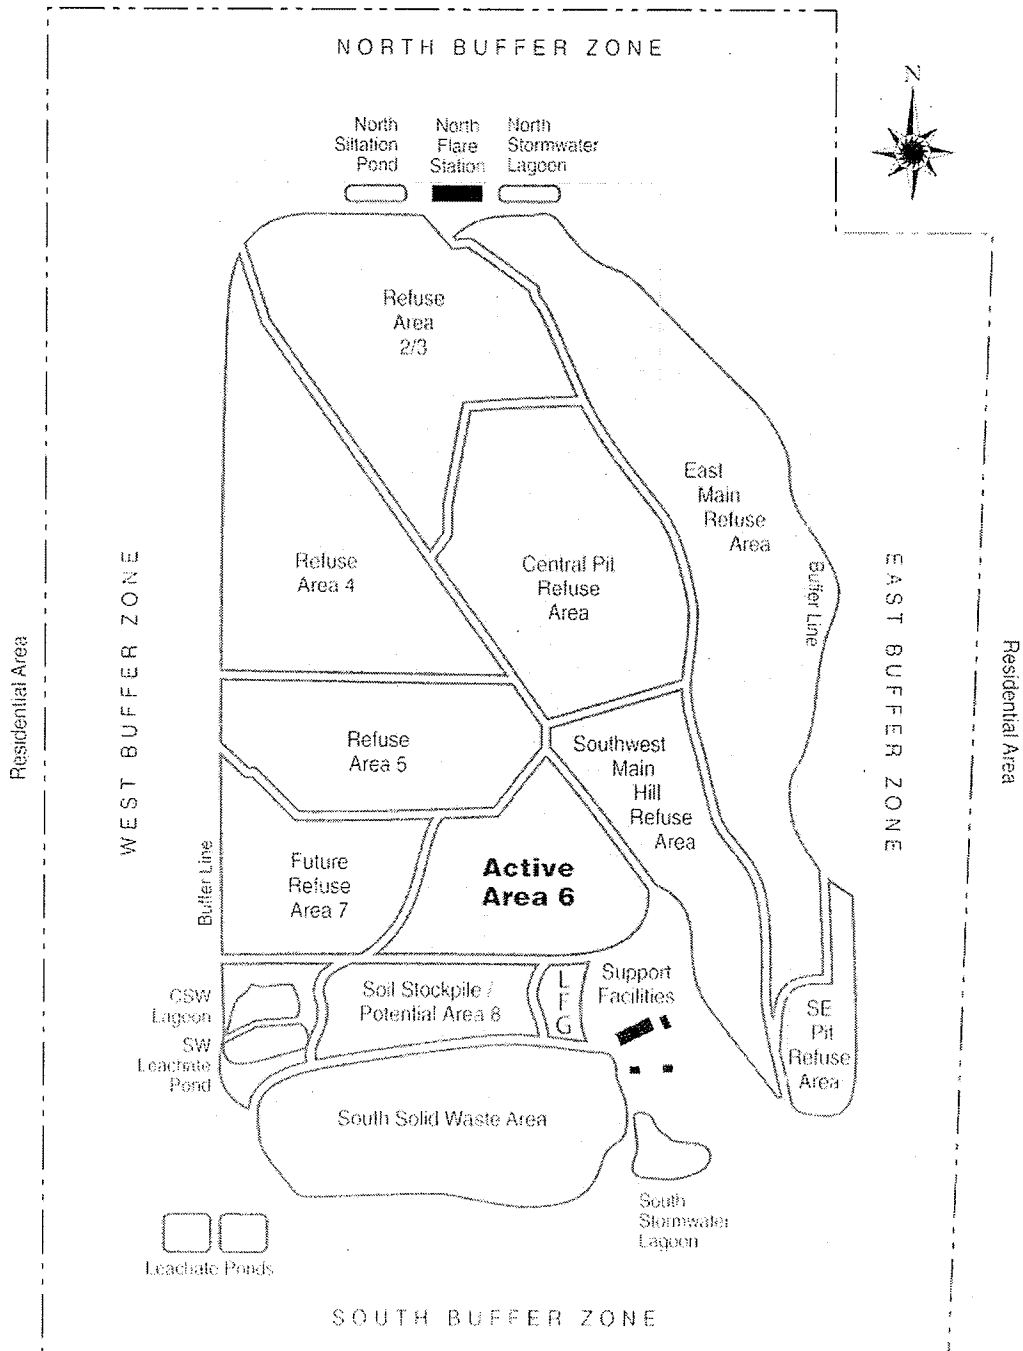 NORTH BUFFER ZONE
N
North
Siltation
Pond
North
Flare
Station
North
Stormwater
Lagoon
Refuse
Area
2/3
East
Main
Refuse
Area
Refuse
Area 4
Central Pit
Refuse
Area
Buffer Line
WEST BUFFER ZONE
EAST BUFFER ZONE
Residential Area
Residential Area
Refuse
Area 5
Southwest
Main
Hill
Refuse
Area
Future
Refuse
Area 7
Buffer Line
Active
Area 6
CSW
Lagoon
SW
Leachate
Pond
Soil Stockpile /
Potential Area 8
L
F
G
Support
Facilities
SE
Pit
Refuse
Area
South Solid Waste Area
South
Stormwater
Lagoon
Leachate Ponds
SOUTH BUFFER ZONE